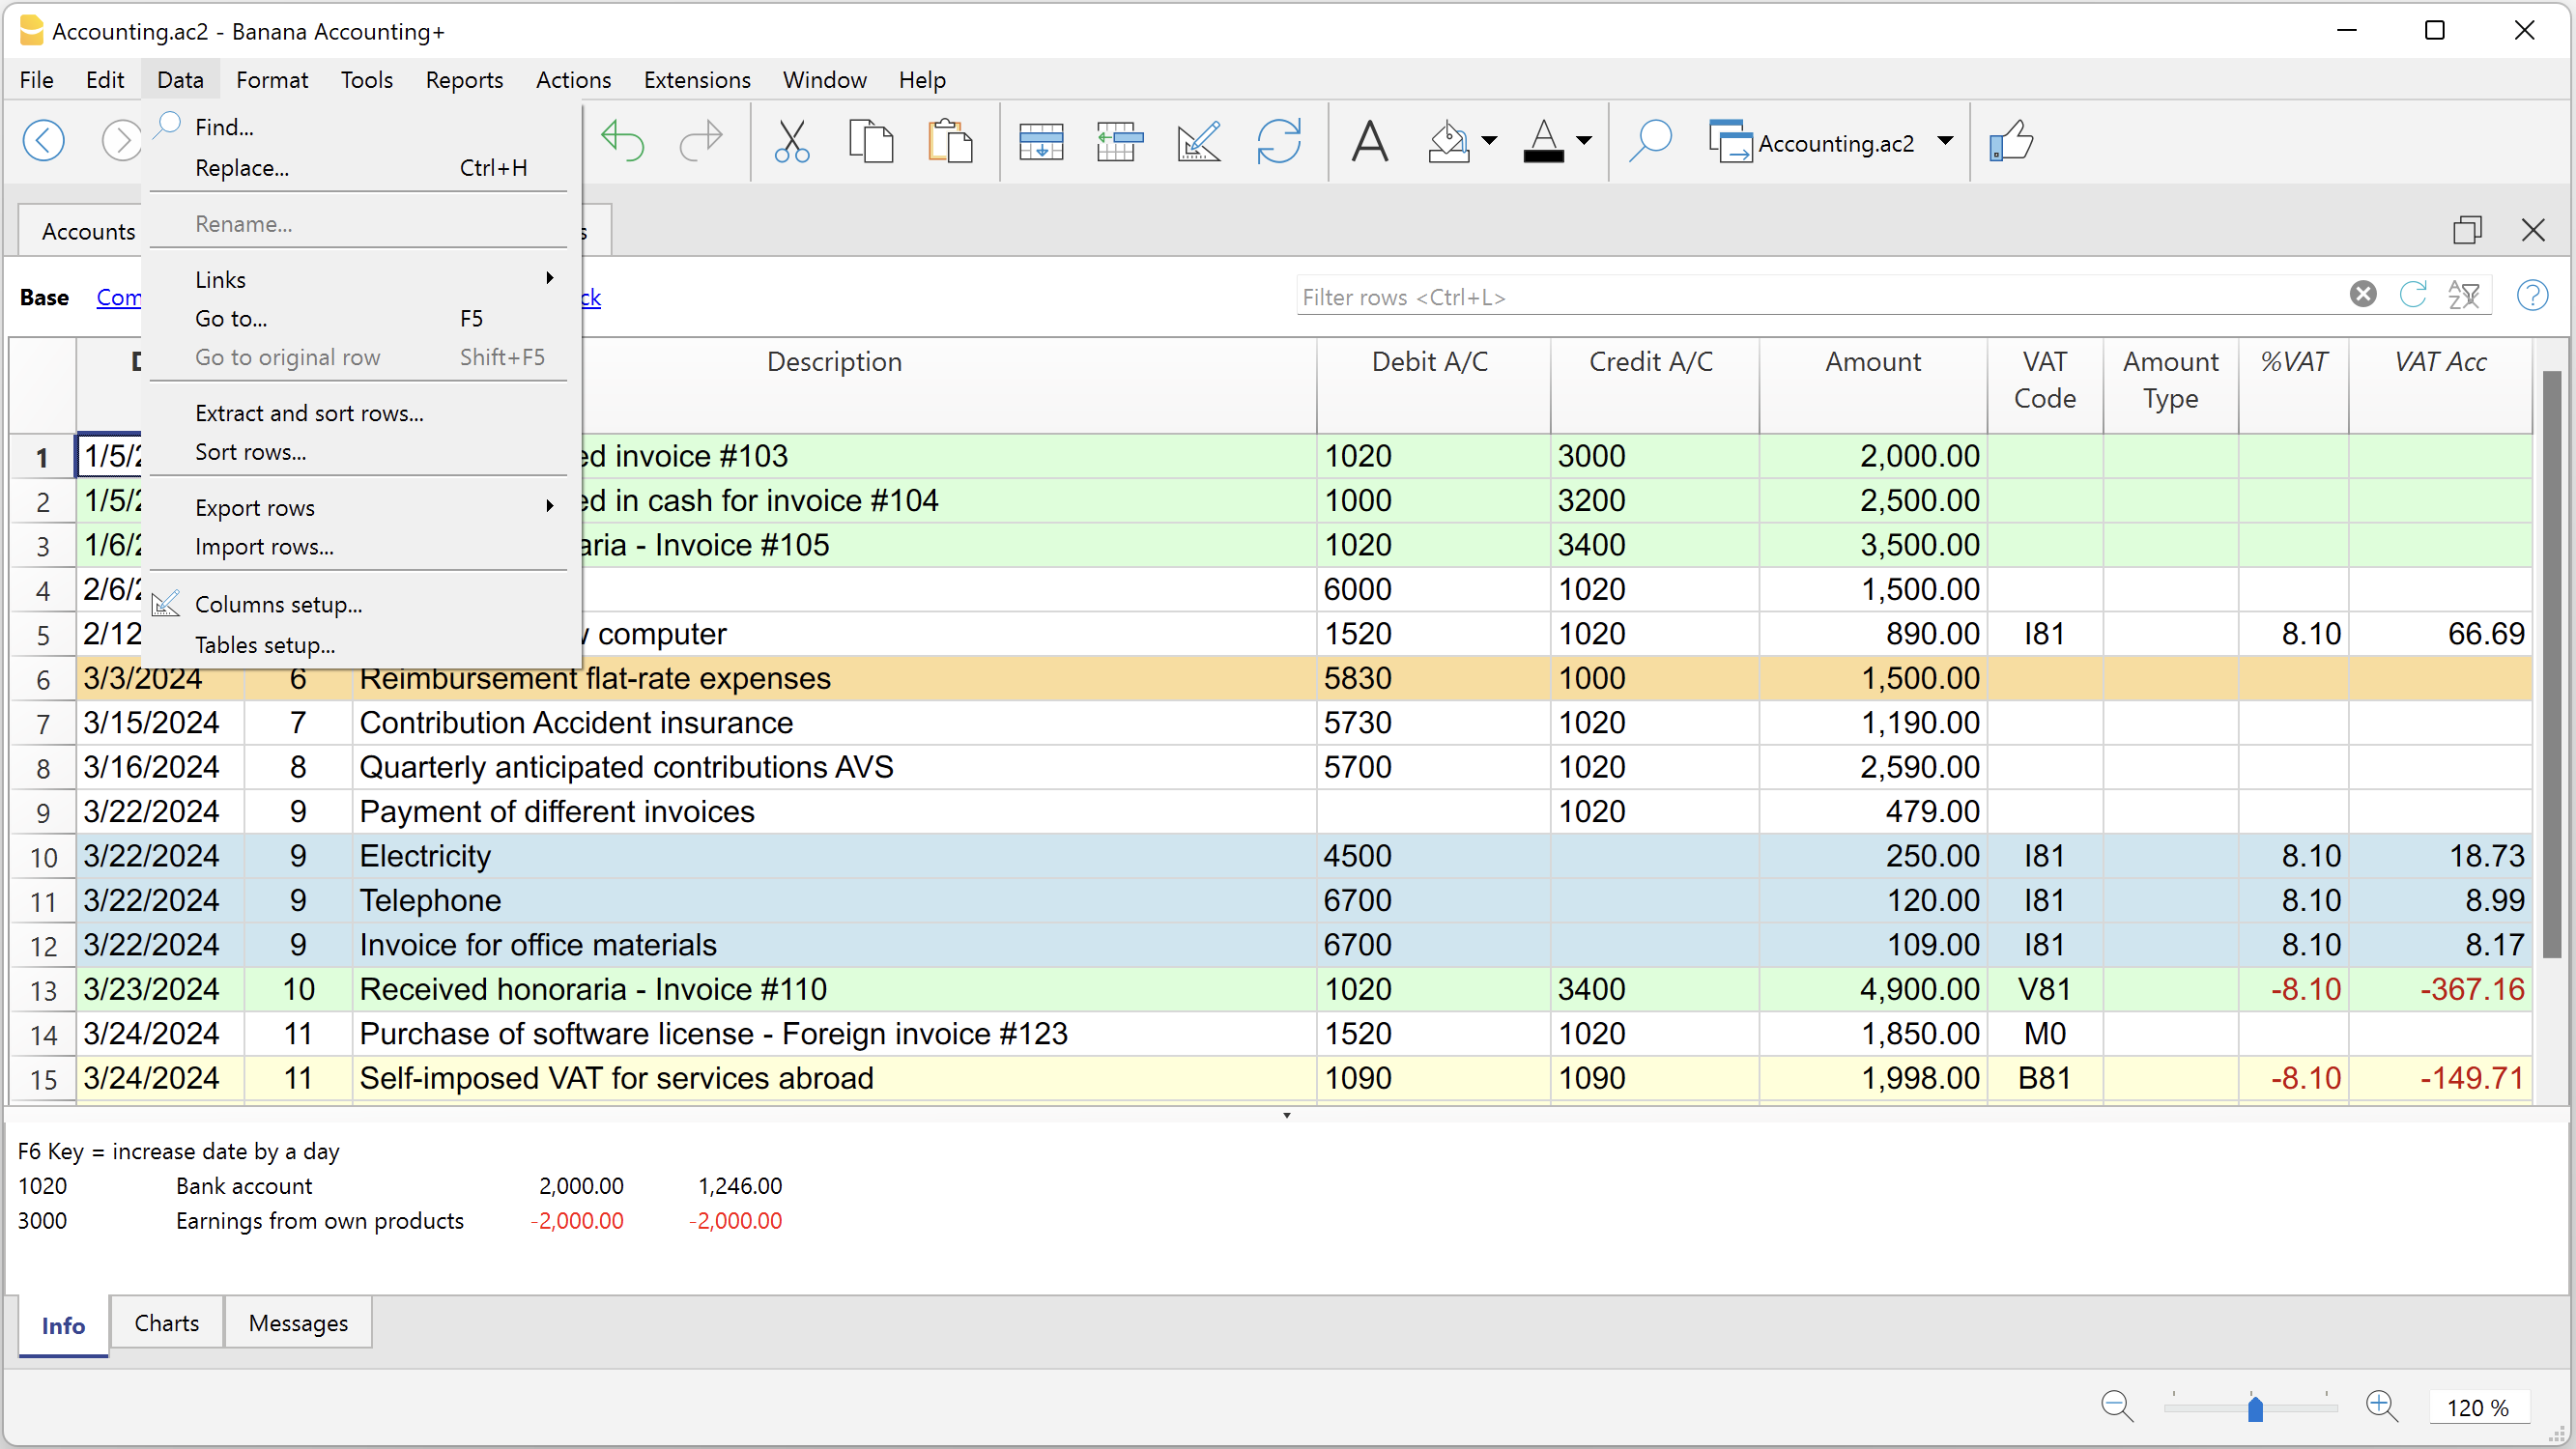 Accounting.ac2 - Banana Accounting+
File Edit Data Format Tools Reports Actions Extensions Window Help
Find...
Replace... Ctrl+H
Rename...
Links
Go to... F5
Go to original row Shift+F5
Extract and sort rows...
Sort rows...
Export rows
Import rows...
Columns setup...
Tables setup...
Accounting.ac2
Accounts
Base Com ck
Filter rows <Ctrl+L>
Description Debit A/C Credit A/C Amount VAT Code Amount Type %VAT VAT Acc
1 1/5/2 ed invoice #103 1020 3000 2,000.00
2 1/5/2 ed in cash for invoice #104 1000 3200 2,500.00
3 1/6/2 aria - Invoice #105 1020 3400 3,500.00
4 2/6/2 6000 1020 1,500.00
5 2/12 computer 1520 1020 890.00 I81 8.10 66.69
6 3/3/2024 6 Reimbursement flat-rate expenses 5830 1000 1,500.00
7 3/15/2024 7 Contribution Accident insurance 5730 1020 1,190.00
8 3/16/2024 8 Quarterly anticipated contributions AVS 5700 1020 2,590.00
9 3/22/2024 9 Payment of different invoices 1020 479.00
10 3/22/2024 9 Electricity 4500 250.00 I81 8.10 18.73
11 3/22/2024 9 Telephone 6700 120.00 I81 8.10 8.99
12 3/22/2024 9 Invoice for office materials 6700 109.00 I81 8.10 8.17
13 3/23/2024 10 Received honoraria - Invoice #110 1020 3400 4,900.00 V81 -8.10 -367.16
14 3/24/2024 11 Purchase of software license - Foreign invoice #123 1520 1020 1,850.00 M0
15 3/24/2024 11 Self-imposed VAT for services abroad 1090 1090 1,998.00 B81 -8.10 -149.71
F6 Key = increase date by a day
1020 Bank account 2,000.00 1,246.00
3000 Earnings from own products -2,000.00 -2,000.00
Info Charts Messages
120 %